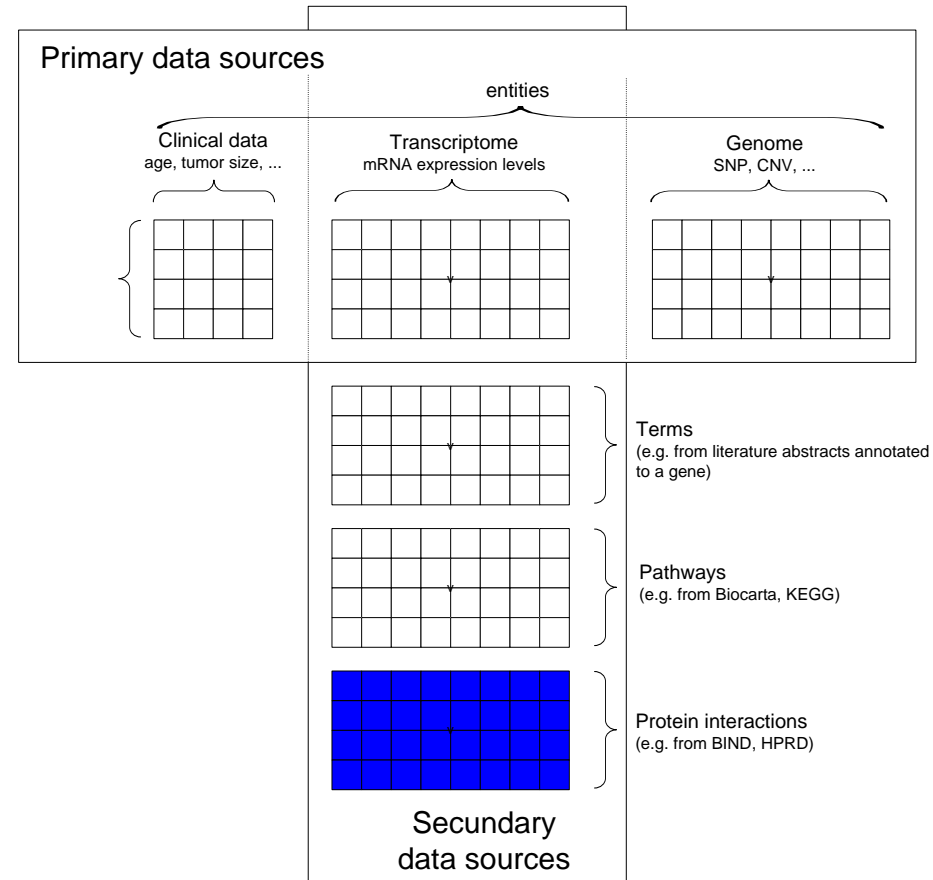 Primary data sources
entities
Clinical data
age, tumor size, ...
Transcriptome
mRNA expression levels
Genome
SNP, CNV, ...
v
v
v
Terms
(e.g. from literature abstracts annotated
to a gene)
v
Pathways
(e.g. from Biocarta, KEGG)
v
Protein interactions
(e.g. from BIND, HPRD)
Secundary
data sources